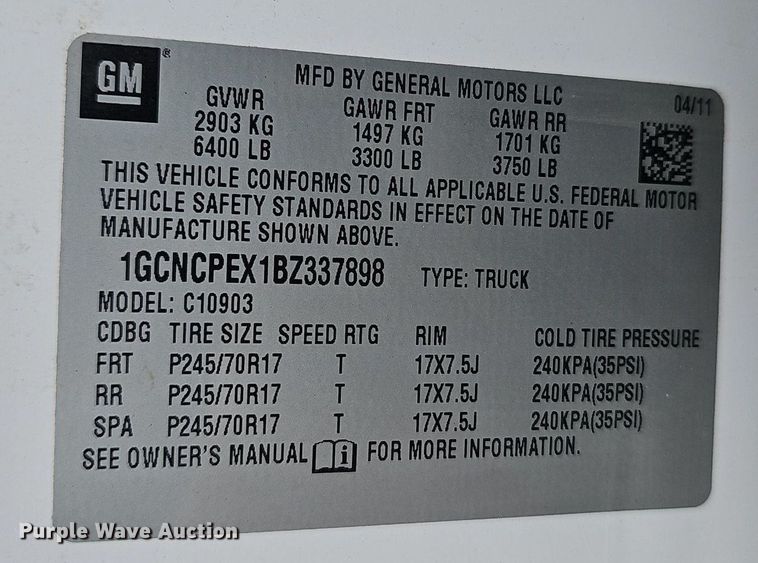 GM®
MFD BY GENERAL MOTORS LLC
04/11
GVWR GAWR FRT GAWR RR
2903 KG 1497 KG 1701 KG
6400 LB 3300 LB 3750 LB
THIS VEHICLE CONFORMS TO ALL APPLICABLE U.S. FEDERAL MOTOR
VEHICLE SAFETY STANDARDS IN EFFECT ON THE DATE OF
MANUFACTURE SHOWN ABOVE.
1GCNCPEX1BZ337898 TYPE: TRUCK
MODEL: C10903
CDBG TIRE SIZE SPEED RTG RIM COLD TIRE PRESSURE
FRT P245/70R17 T 17X7.5J 240KPA(35PSI)
RR P245/70R17 T 17X7.5J 240KPA(35PSI)
SPA P245/70R17 T 17X7.5J 240KPA(35PSI)
SEE OWNER'S MANUAL i FOR MORE INFORMATION.
Purple Wave Auction